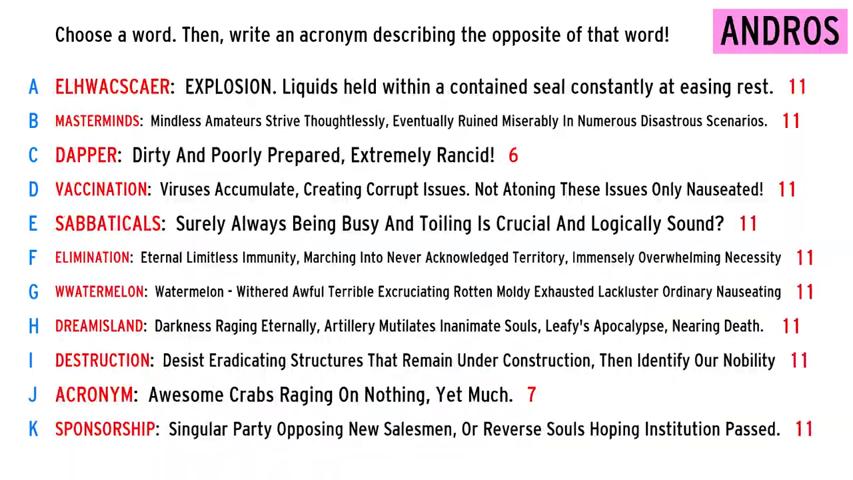 Choose a word. Then, write an acronym describing the opposite of that word!
ANDROS
A ELHWACSCAER: EXPLOSION. Liquids held within a contained seal constantly at easing rest. 11
B MASTERMINDS: Mindless Amateurs Strive Thoughtlessly, Eventually Ruined Miserably In Numerous Disastrous Scenarios. 11
C DAPPER: Dirty And Poorly Prepared, Extremely Rancid! 6
D VACCINATION: Viruses Accumulate, Creating Corrupt Issues. Not Atoning These Issues Only Nauseated! 11
E SABBATICALS: Surely Always Being Busy And Toiling Is Crucial And Logically Sound? 11
F ELIMINATION: Eternal Limitless Immunity, Marching Into Never Acknowledged Territory, Immensely Overwhelming Necessity 11
G WWATERMELON: Watermelon - Withered Awful Terrible Excruciating Rotten Moldy Exhausted Lackluster Ordinary Nauseating 11
H DREAMISLAND: Darkness Raging Eternally, Artillery Mutilates Inanimate Souls, Leafy's Apocalypse, Nearing Death. 11
I DESTRUCTION: Desist Eradicating Structures That Remain Under Construction, Then Identify Our Nobility 11
J ACRONYM: Awesome Crabs Raging On Nothing, Yet Much. 7
K SPONSORSHIP: Singular Party Opposing New Salesmen, Or Reverse Souls Hoping Institution Passed. 11